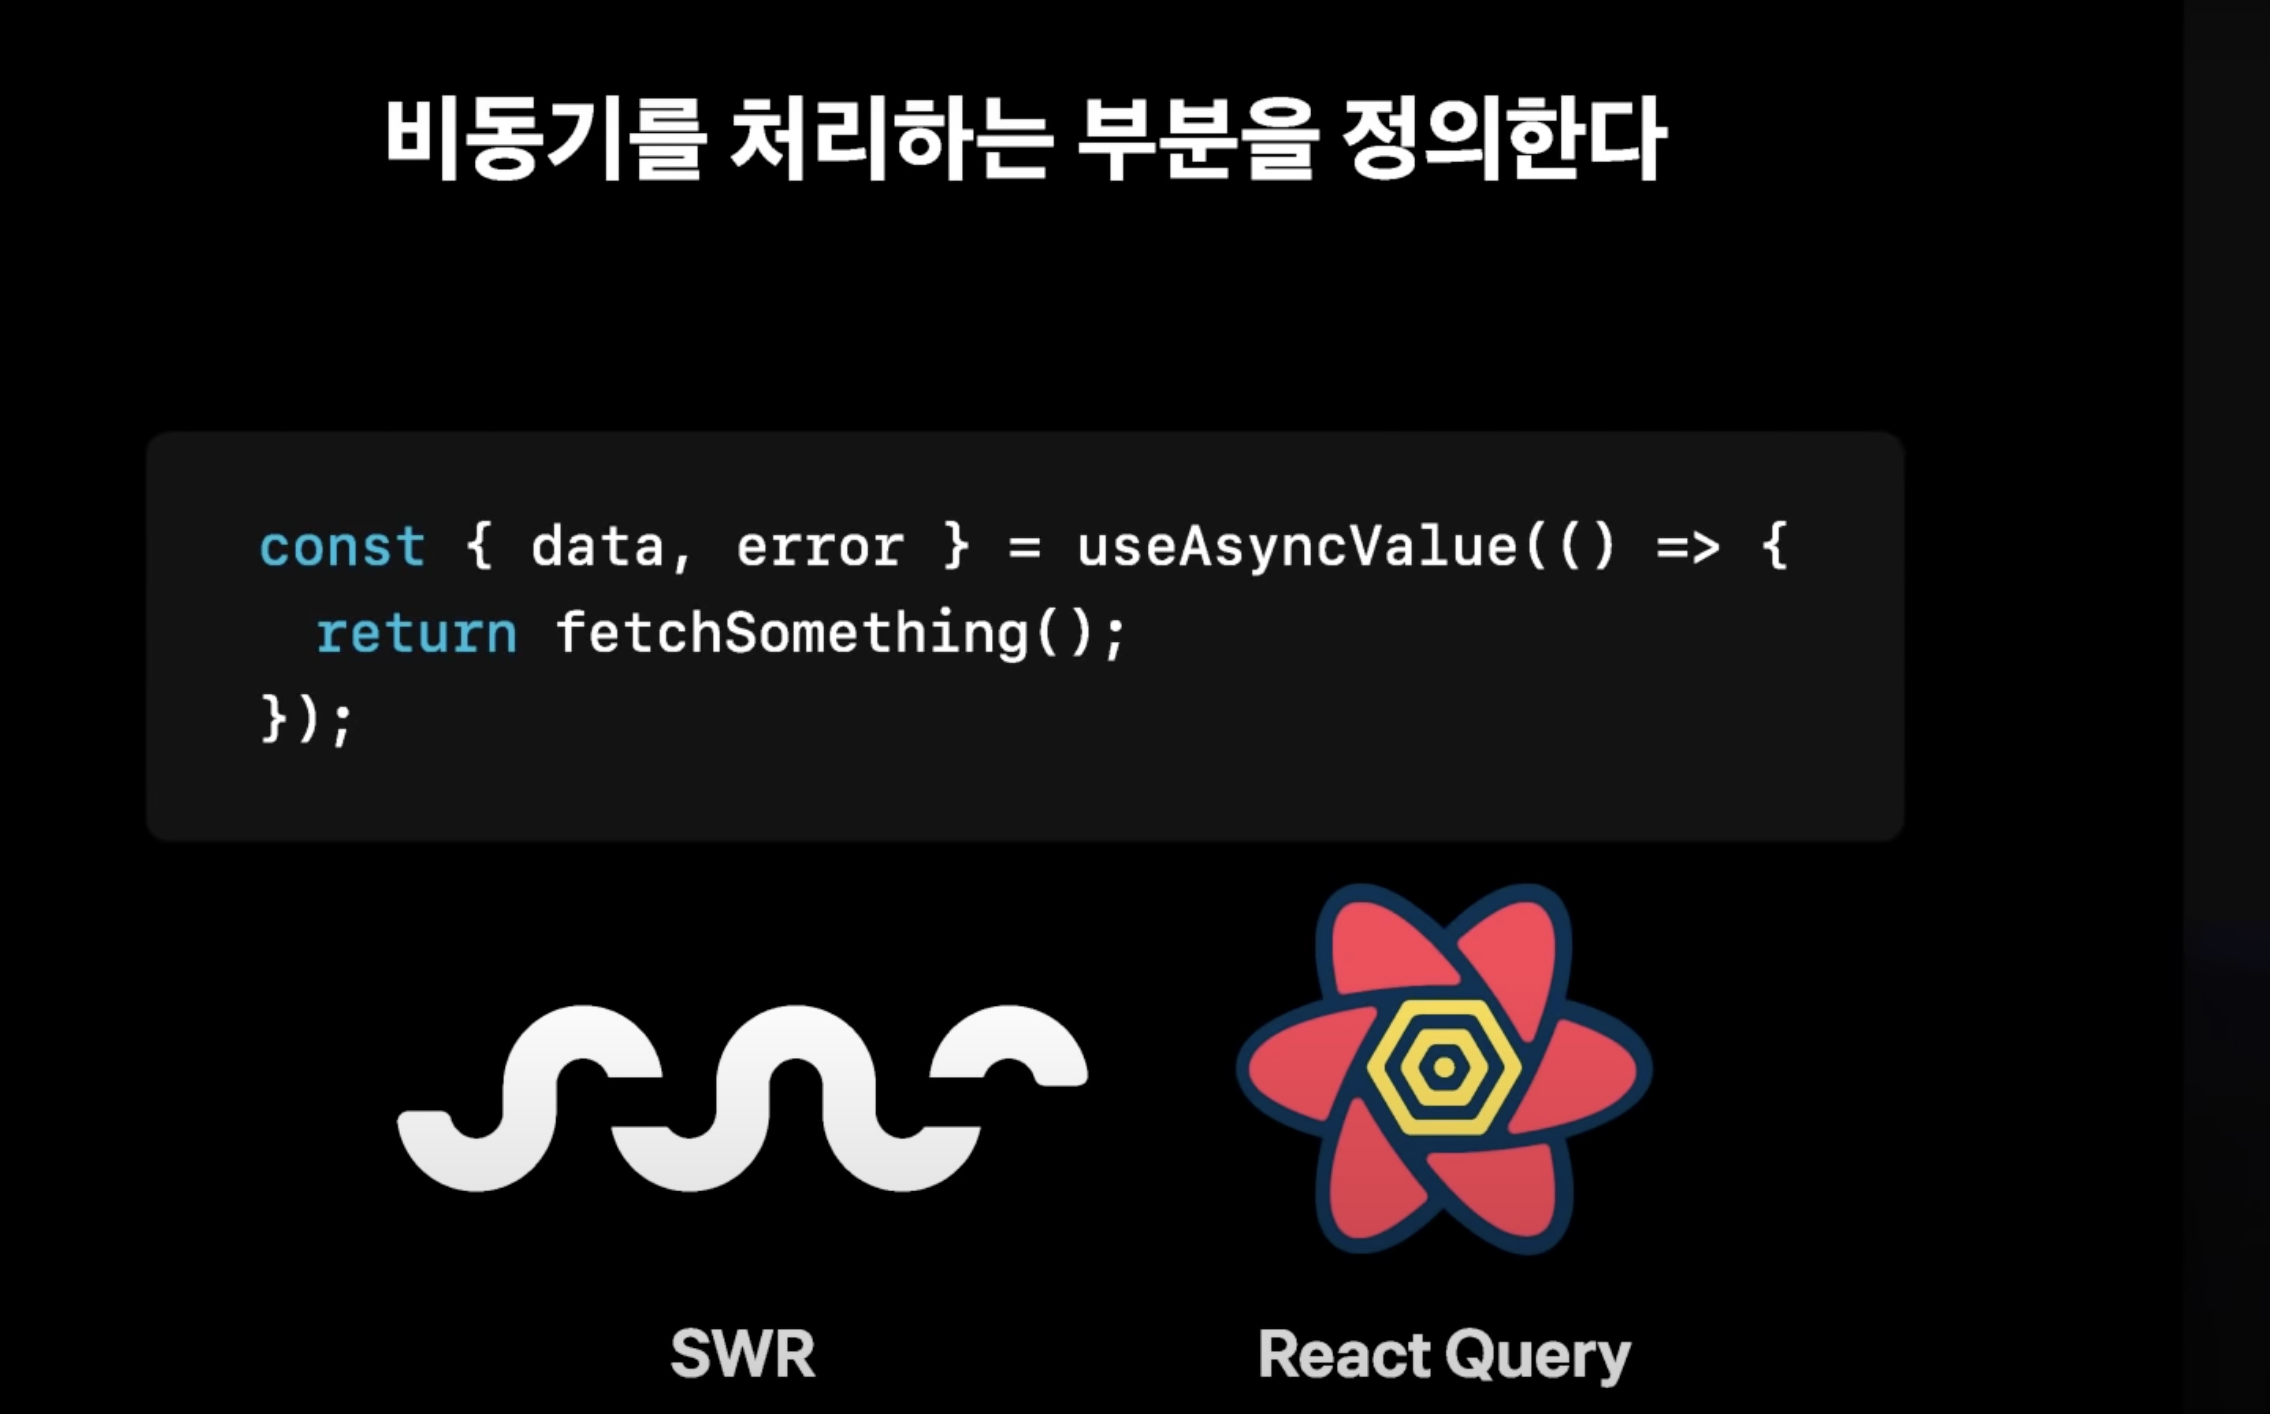 비동기를 처리하는 부분을 정의한다
const { data, error } = useAsyncValue(() => {
  return fetchSomething();
});
SWR
React Query